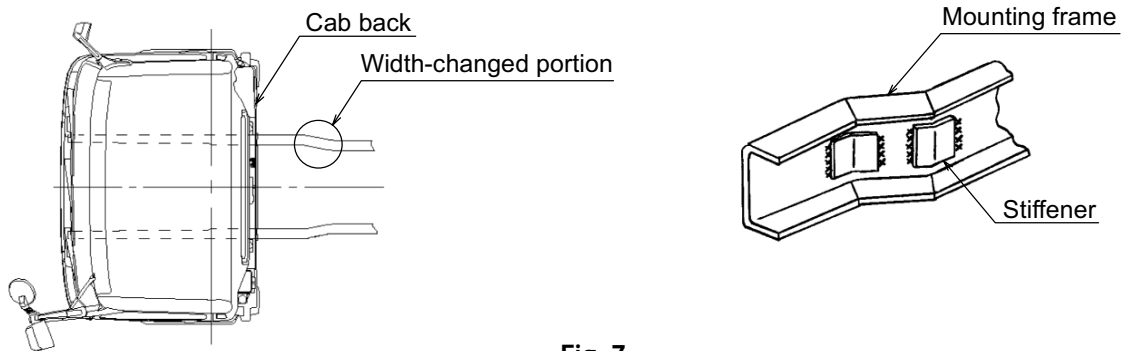 Cab back
Width-changed portion
Mounting frame
Stiffener
Fig. 7